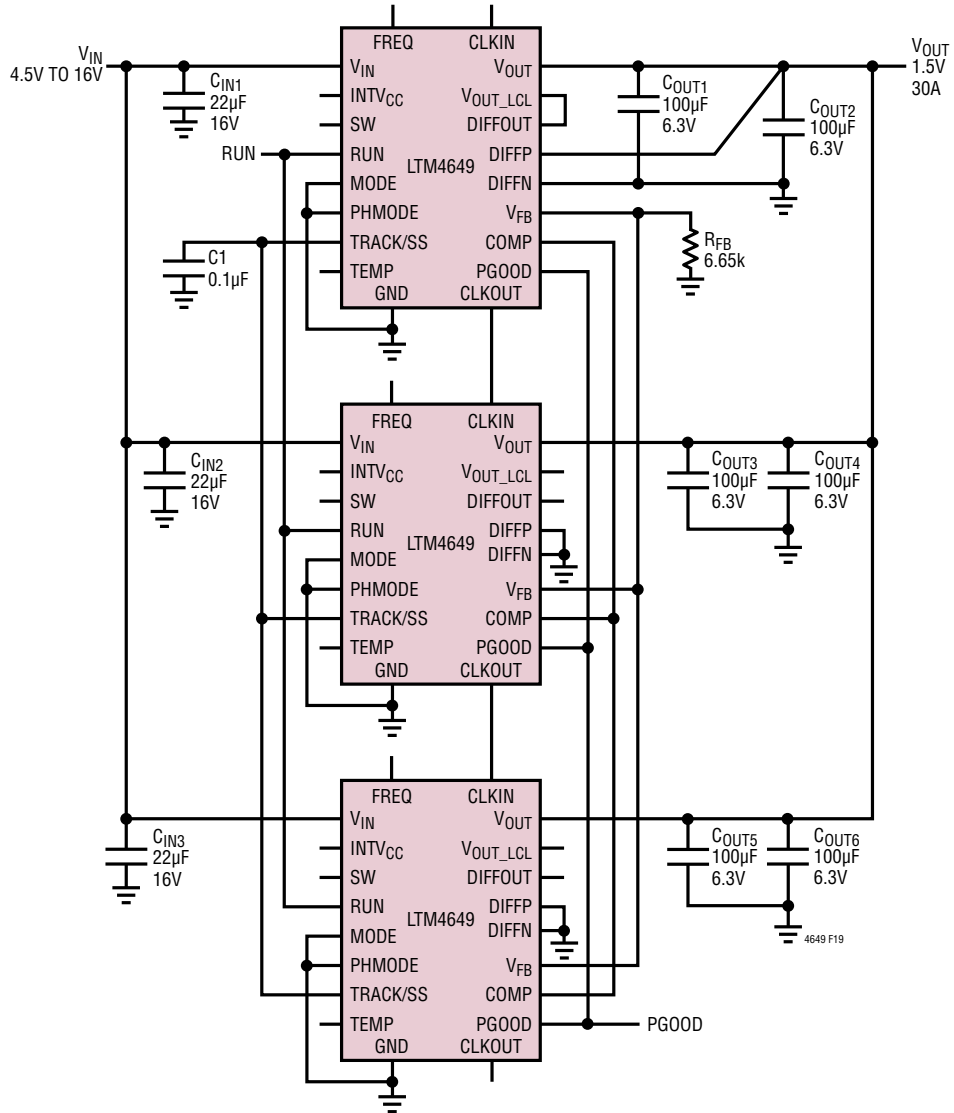 FREQ CLKIN
V_IN
4.5V TO 16V
C_IN1
22µF
16V
V_IN
INTV_CC
SW
RUN
RUN
MODE
PHMODE
TRACK/SS
TEMP
GND
LTM4649
V_OUT
V_OUT_LCL
DIFFOUT
DIFFP
DIFFN
V_FB
COMP
PGOOD
CLKOUT
C_OUT1
100µF
6.3V
C_OUT2
100µF
6.3V
V_OUT
1.5V
30A
R_FB
6.65k
C1
0.1µF
FREQ CLKIN
C_IN2
22µF
16V
V_IN
INTV_CC
SW
RUN
MODE
PHMODE
TRACK/SS
TEMP
GND
LTM4649
V_OUT
V_OUT_LCL
DIFFOUT
DIFFP
DIFFN
V_FB
COMP
PGOOD
CLKOUT
C_OUT3
100µF
6.3V
C_OUT4
100µF
6.3V
FREQ CLKIN
C_IN3
22µF
16V
V_IN
INTV_CC
SW
RUN
MODE
PHMODE
TRACK/SS
TEMP
GND
LTM4649
V_OUT
V_OUT_LCL
DIFFOUT
DIFFP
DIFFN
V_FB
COMP
PGOOD
CLKOUT
C_OUT5
100µF
6.3V
C_OUT6
100µF
6.3V
4649 F19
PGOOD